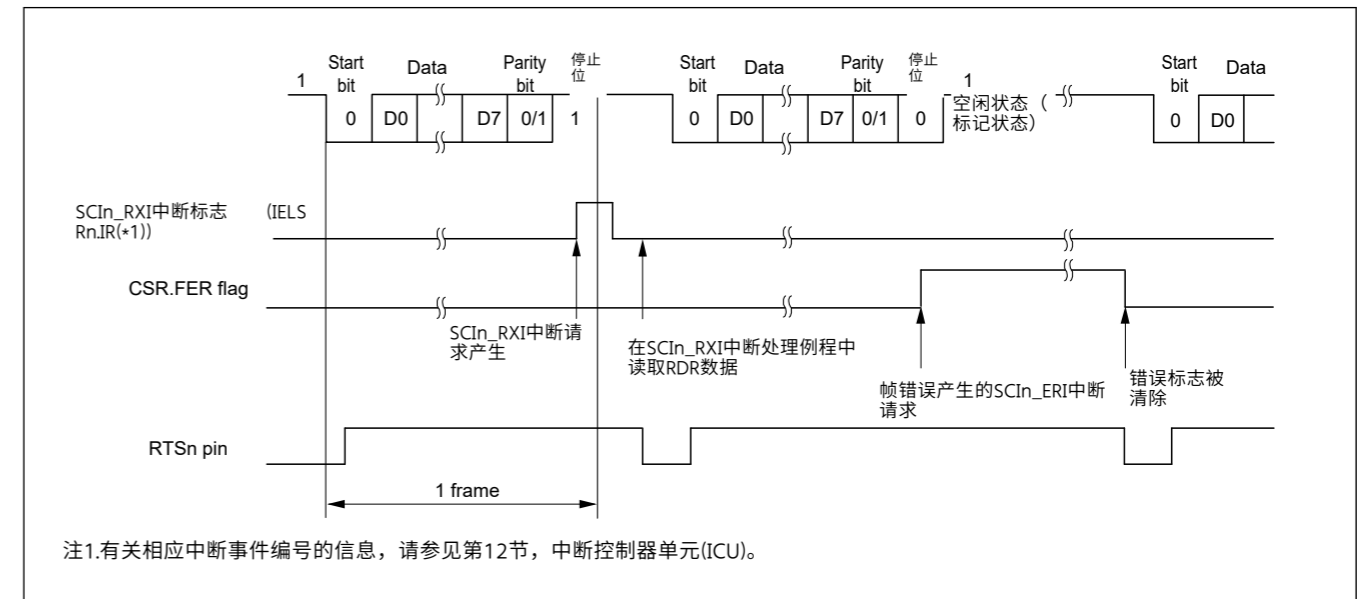 Start Data Parity 停止 Start Data Parity 停止 Start Data
1 bit bit 位 bit bit 位 1 bit
空闲状态（
0 D0 D7 0/1 1 0 D0 D7 0/1 0 标记状态） 0 D0
SCIn_RXI中断标志 (IELS
Rn.IR(*1))
CSR.FER flag
SCIn_RXI中断请
求产生
在SCIn_RXI中断处理例程中
读取RDR数据
帧错误产生的SCIn_ERI中断
请求
错误标志被
清除
RTSn pin
1 frame
注1.有关相应中断事件编号的信息，请参见第12节，中断控制器单元(ICU)。